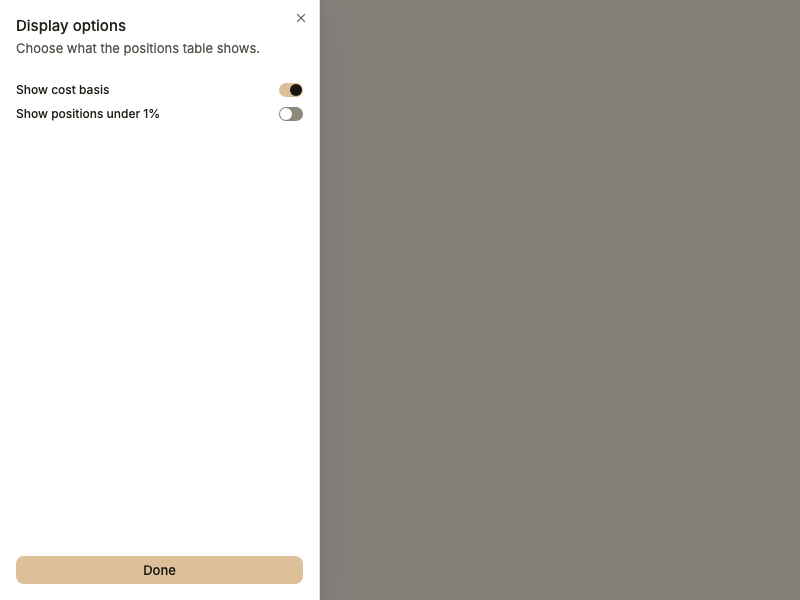 Display options
Choose what the positions table shows.
Show cost basis
Show positions under 1%
Done